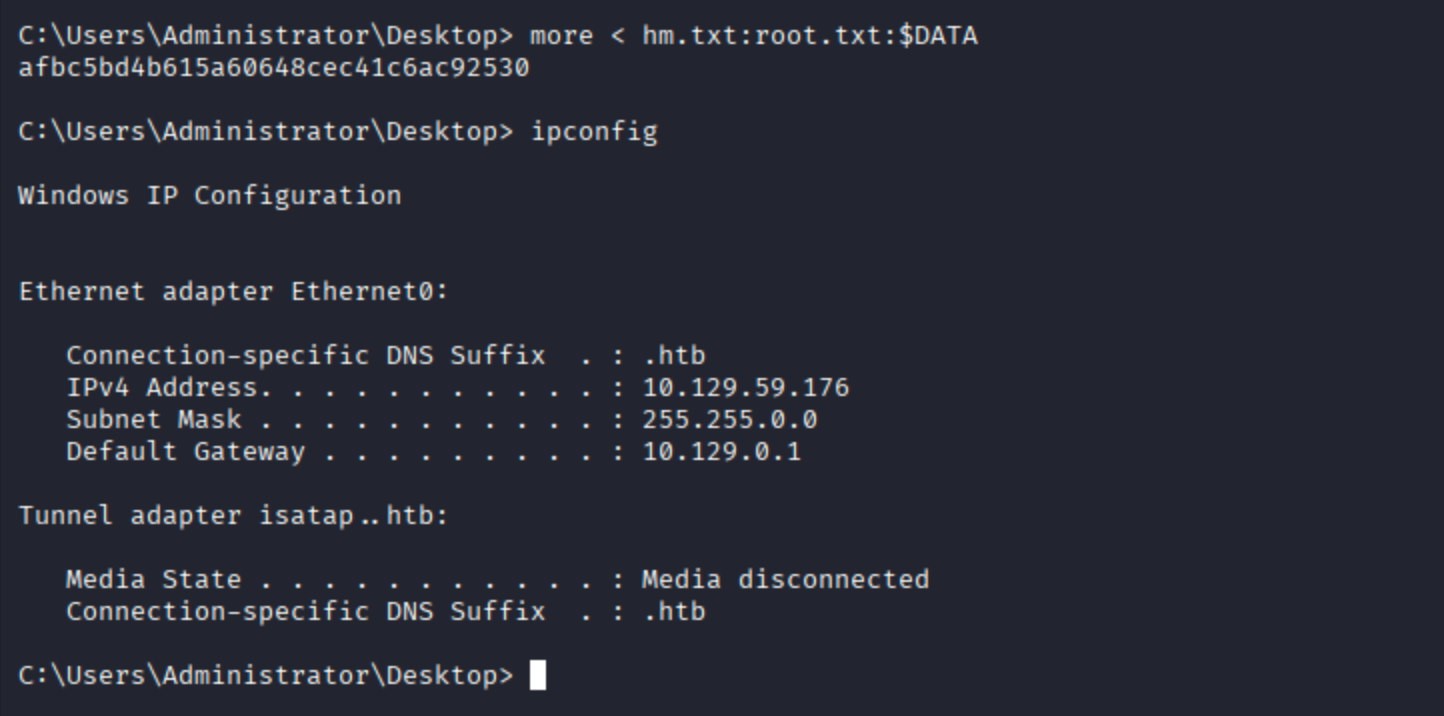 C:\Users\Administrator\Desktop> more < hm.txt:root.txt:$DATA
afbc5bd4b615a60648cec41c6ac92530
C:\Users\Administrator\Desktop> ipconfig
Windows IP Configuration
Ethernet adapter Ethernet0:
Connection-specific DNS Suffix  . : .htb
IPv4 Address. . . . . . . . . . . : 10.129.59.176
Subnet Mask . . . . . . . . . . . : 255.255.0.0
Default Gateway . . . . . . . . . : 10.129.0.1
Tunnel adapter isatap..htb:
Media State . . . . . . . . . . . : Media disconnected
Connection-specific DNS Suffix  . : .htb
C:\Users\Administrator\Desktop>